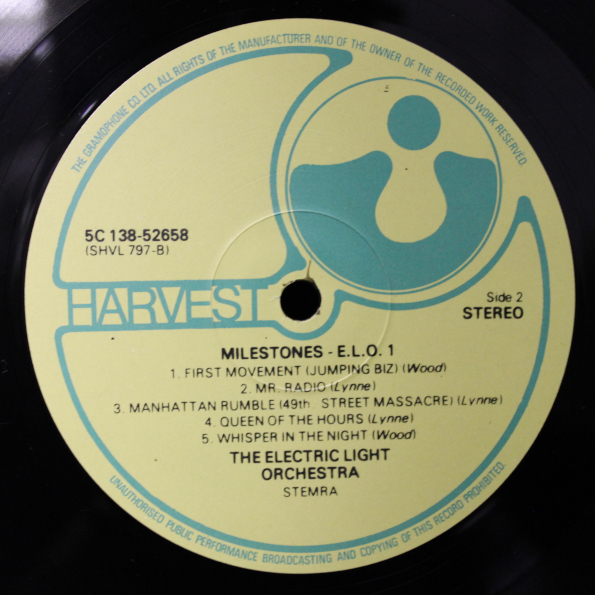 THE GRAMOPHONE CO. LTD. ALL RIGHTS OF THE MANUFACTURER AND OF THE OWNER OF THE RECORDED WORK RESERVED.
5C 138-52658
(SHVL 797-B)
HARVEST
Side 2
STEREO
MILESTONES - E.L.O. 1
1. FIRST MOVEMENT (JUMPING BIZ) (Wood)
2. MR. RADIO (Lynne)
3. MANHATTAN RUMBLE (49th STREET MASSACRE) (Lynne)
4. QUEEN OF THE HOURS (Lynne)
5. WHISPER IN THE NIGHT (Wood)
THE ELECTRIC LIGHT
ORCHESTRA
STEMRA
UNAUTHORISED PUBLIC PERFORMANCE BROADCASTING AND COPYING OF THIS RECORD PROHIBITED.